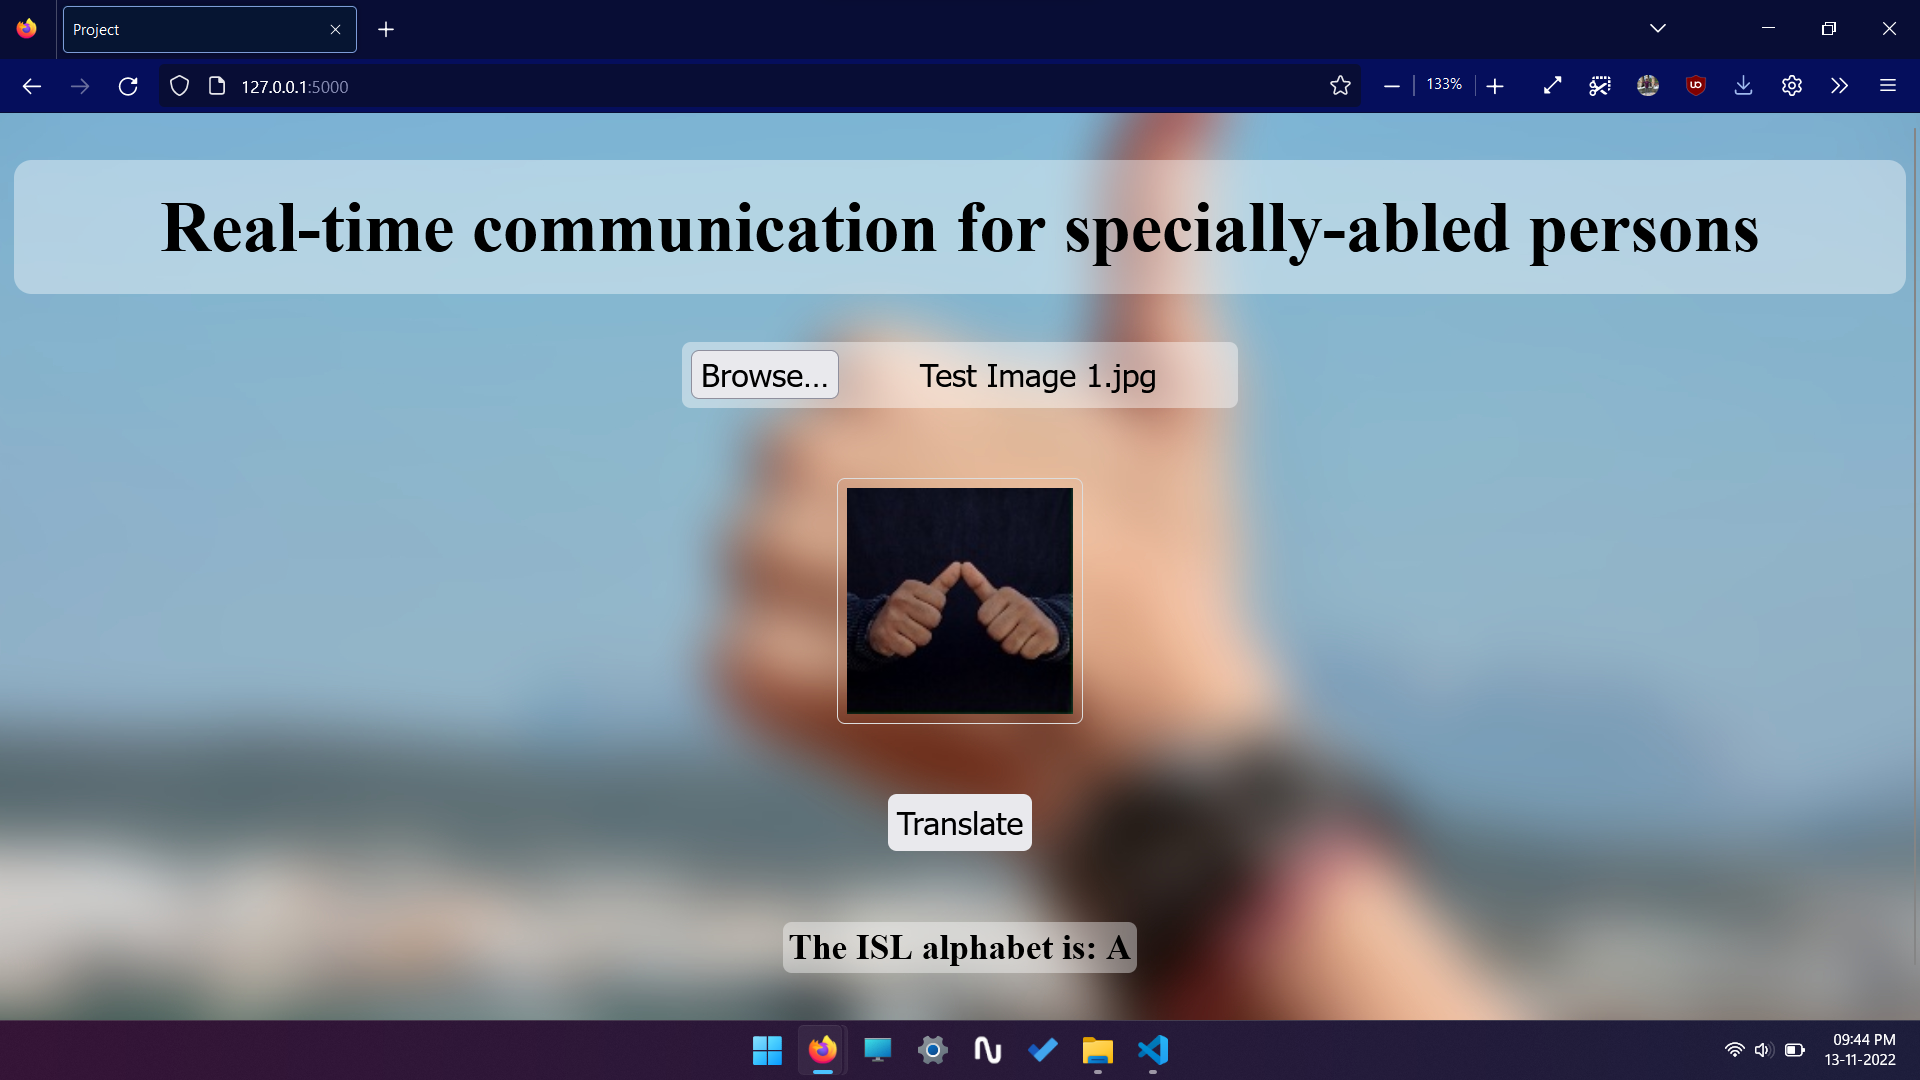 Project
127.0.0.1:5000
133%
Real-time communication for specially-abled persons
Browse... Test Image 1.jpg
Translate
The ISL alphabet is: A
09:44 PM
13-11-2022